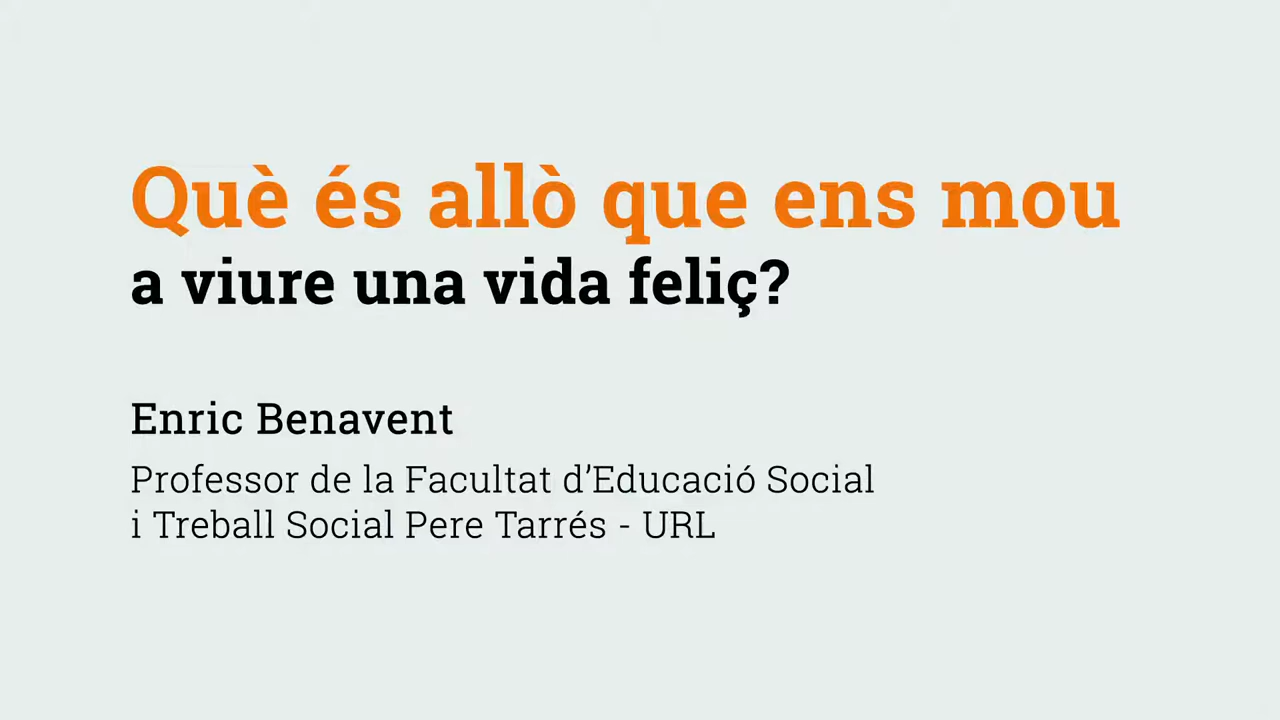 Què és allò que ens mou
a viure una vida feliç?
Enric Benavent
Professor de la Facultat d’Educació Social
i Treball Social Pere Tarrés - URL